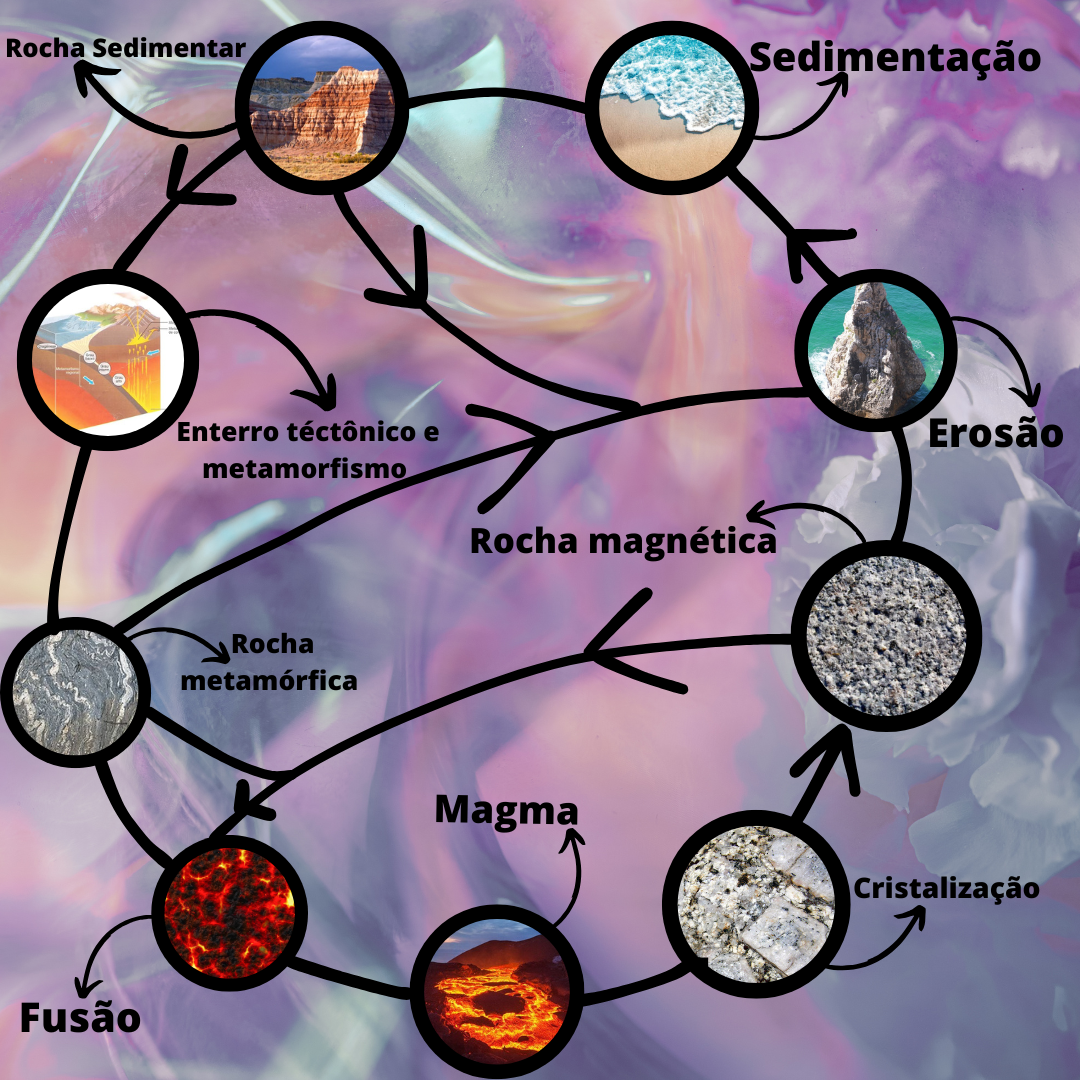 Rocha Sedimentar
Sedimentação
Enterro téctônico e
metamorfismo
Erosão
Rocha magnética
Rocha
metamórfica
Magma
Cristalização
Fusão